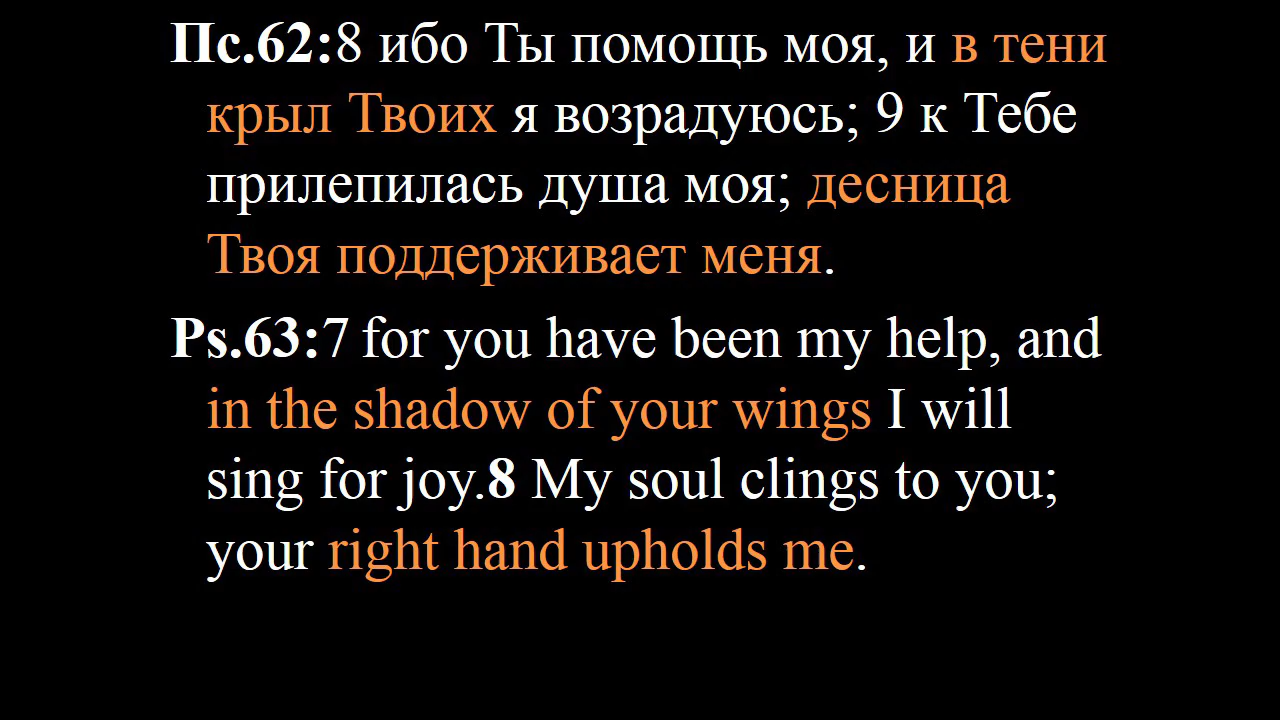 Пс.62:8 ибо Ты помощь моя, и в тени
крыл Твоих я возрадуюсь; 9 к Тебе
прилепилась душа моя; десница
Твоя поддерживает меня.
Ps.63:7 for you have been my help, and
in the shadow of your wings I will
sing for joy.8 My soul clings to you;
your right hand upholds me.